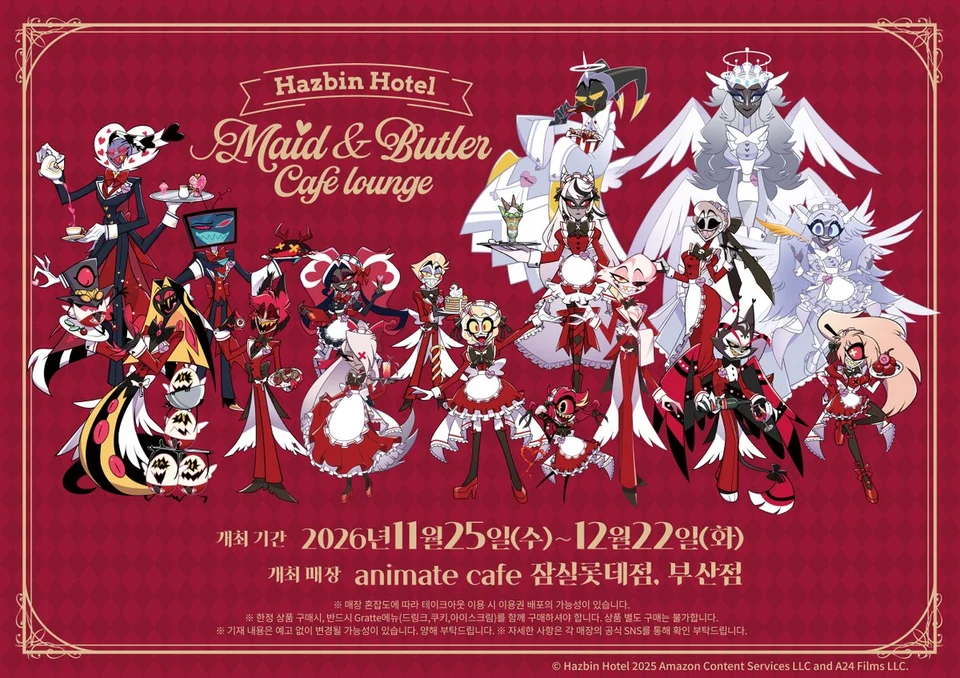 Hazbin Hotel
Maid & Butler
Cafe lounge
개최 기간 2026년 11월 25일(수) ~ 12월 22일(화)
개최 매장 animate cafe 잠실롯데점, 부산점
※ 매장 혼잡도에 따라 테이크아웃 이용 시 이용권 배포의 가능성이 있습니다.
※ 한정 상품 구매시, 반드시 Gratte메뉴(드링크,쿠키,아이스크림)를 함께 구매하셔야 합니다. 상품 별도 구매는 불가합니다.
※ 기재 내용은 예고 없이 변경될 가능성이 있습니다. 양해 부탁드립니다. ※ 자세한 사항은 각 매장의 공식 SNS를 통해 확인 부탁드립니다.
© Hazbin Hotel 2025 Amazon Content Services LLC and A24 Films LLC.